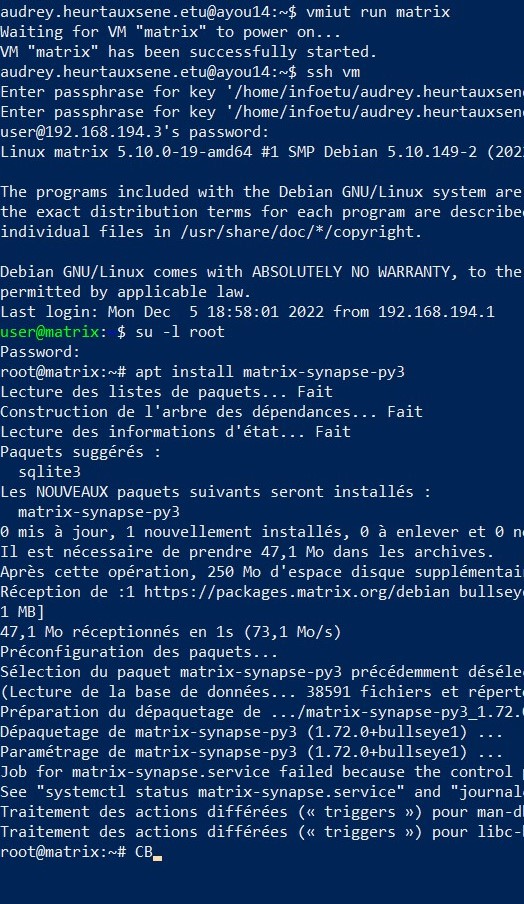 audrey.heurtauxsene.etu@ayou14:~$ vmiut run matrix
Waiting for VM "matrix" to power on...
VM "matrix" has been successfully started.
audrey.heurtauxsene.etu@ayou14:~$ ssh vm
Enter passphrase for key '/home/infoetu/audrey.heurtauxsene
Enter passphrase for key '/home/infoetu/audrey.heurtauxsene
user@192.168.194.3's password:
Linux matrix 5.10.0-19-amd64 #1 SMP Debian 5.10.149-2 (202
The programs included with the Debian GNU/Linux system are
the exact distribution terms for each program are describe
individual files in /usr/share/doc/*/copyright.
Debian GNU/Linux comes with ABSOLUTELY NO WARRANTY, to the
permitted by applicable law.
Last login: Mon Dec  5 18:58:01 2022 from 192.168.194.1
user@matrix: $ su -l root
Password:
root@matrix:~# apt install matrix-synapse-py3
Lecture des listes de paquets... Fait
Construction de l'arbre des dépendances... Fait
Lecture des informations d'état... Fait
Paquets suggérés :
  sqlite3
Les NOUVEAUX paquets suivants seront installés :
  matrix-synapse-py3
0 mis à jour, 1 nouvellement installés, 0 à enlever et 0 n
Il est nécessaire de prendre 47,1 Mo dans les archives.
Après cette opération, 250 Mo d'espace disque supplémentai
Réception de :1 https://packages.matrix.org/debian bullseye
1 MB]
47,1 Mo réceptionnés en 1s (73,1 Mo/s)
Préconfiguration des paquets...
Sélection du paquet matrix-synapse-py3 précédemment désélec
(Lecture de la base de données... 38591 fichiers et réperto
Préparation du dépaquetage de .../matrix-synapse-py3_1.72.0
Dépaquetage de matrix-synapse-py3 (1.72.0+bullseye1) ...
Paramétrage de matrix-synapse-py3 (1.72.0+bullseye1) ...
Job for matrix-synapse.service failed because the control p
See "systemctl status matrix-synapse.service" and "journal
Traitement des actions différées (« triggers ») pour man-db
Traitement des actions différées (« triggers ») pour libc-b
root@matrix:~# CB